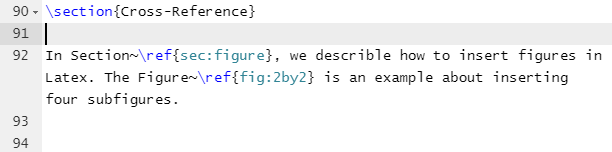 90 \section{Cross-Reference}
91
92 In Section~\ref{sec:figure}, we describle how to insert figures in
Latex. The Figure~\ref{fig:2by2} is an example about inserting
four subfigures.
93
94